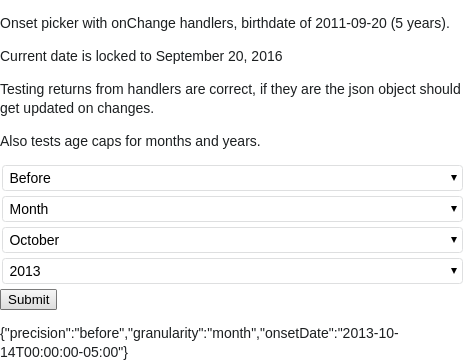 Onset picker with onChange handlers, birthdate of 2011-09-20 (5 years).
Current date is locked to September 20, 2016
Testing returns from handlers are correct, if they are the json object should
get updated on changes.
Also tests age caps for months and years.
Before
Month
October
2013
Submit
{"precision":"before","granularity":"month","onsetDate":"2013-10-
14T00:00:00-05:00"}